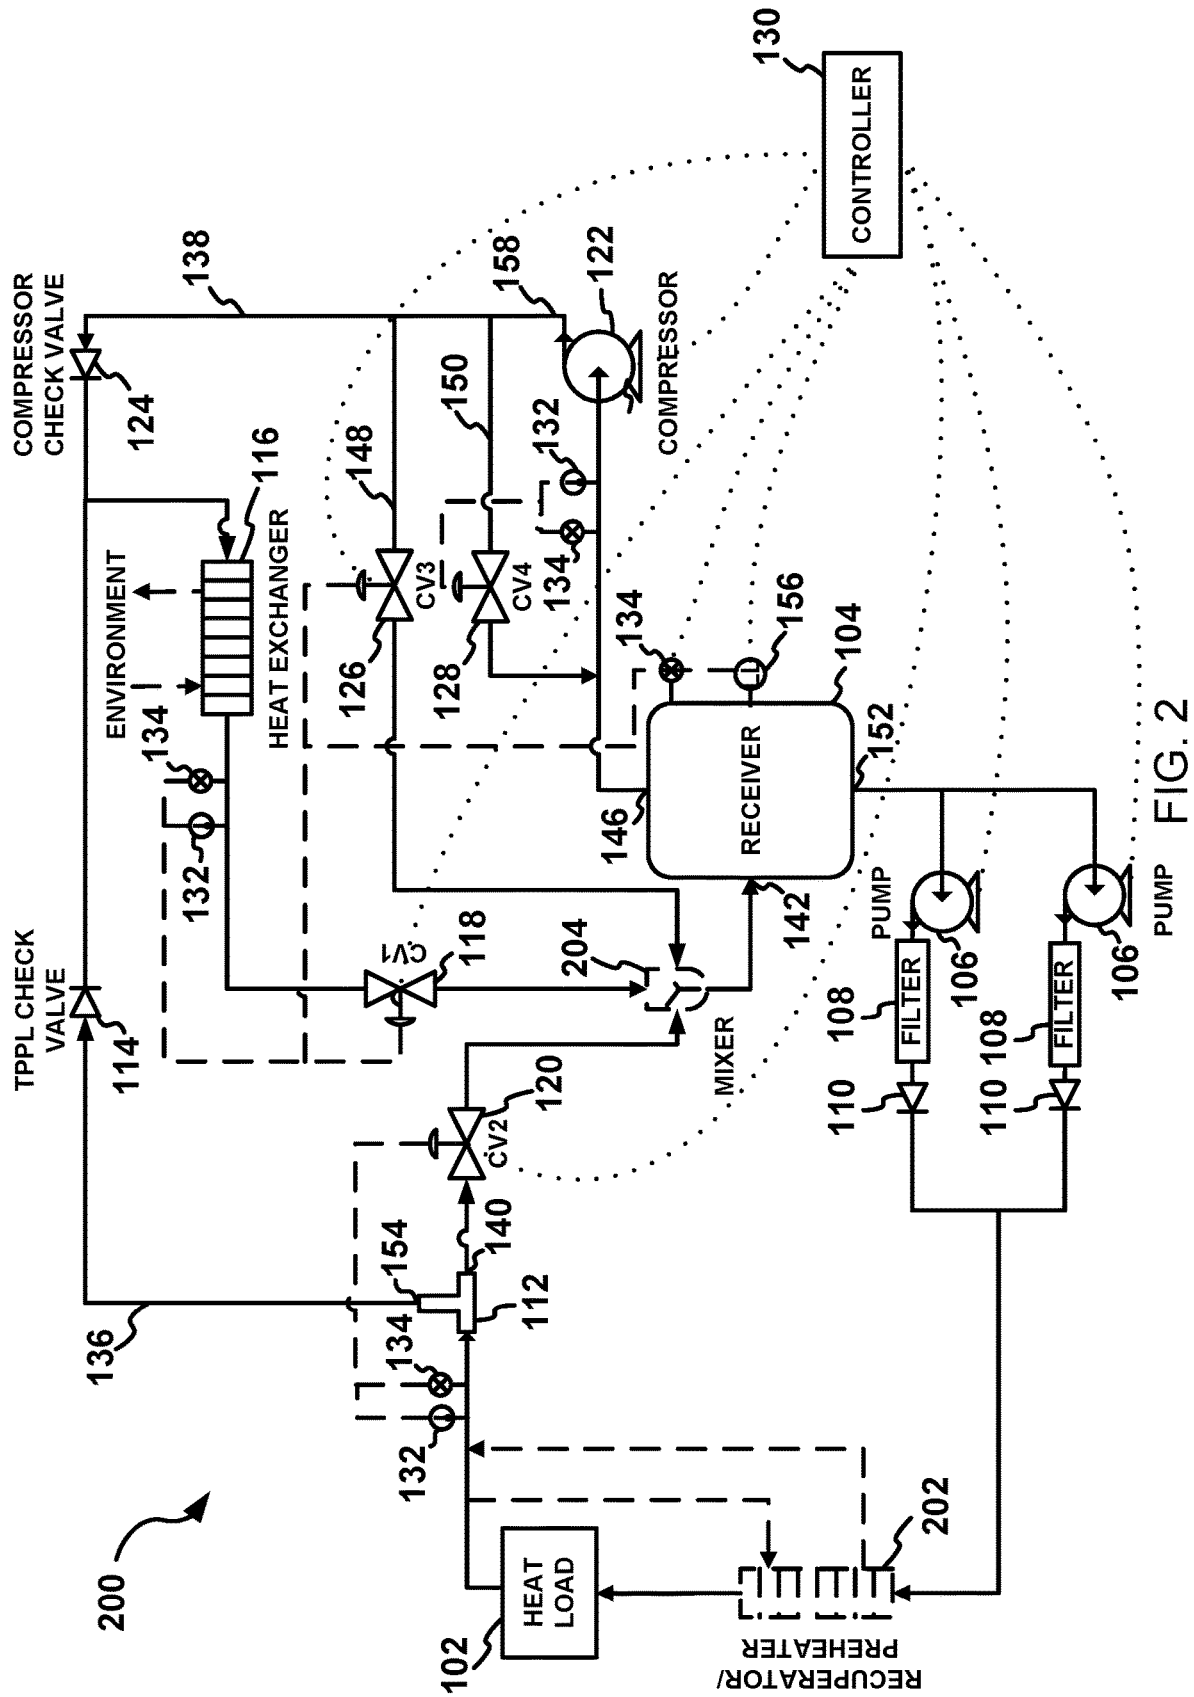 200
136
TPPL CHECK
VALVE
114
COMPRESSOR
CHECK VALVE
124
138
134
132
ENVIRONMENT
116
HEAT EXCHANGER
148
126
CV3
150
128
CV4
158
122
COMPRESSOR
132
134
130
CONTROLLER
CV1
118
204
MIXER
154
140
112
120
CV2
134
132
146
RECEIVER
142
134
156
104
152
102
HEAT
LOAD
RECUPERATOR/
PREHEATER
202
PUMP
106
108
FILTER
110
PUMP
106
108
FILTER
110
FIG. 2